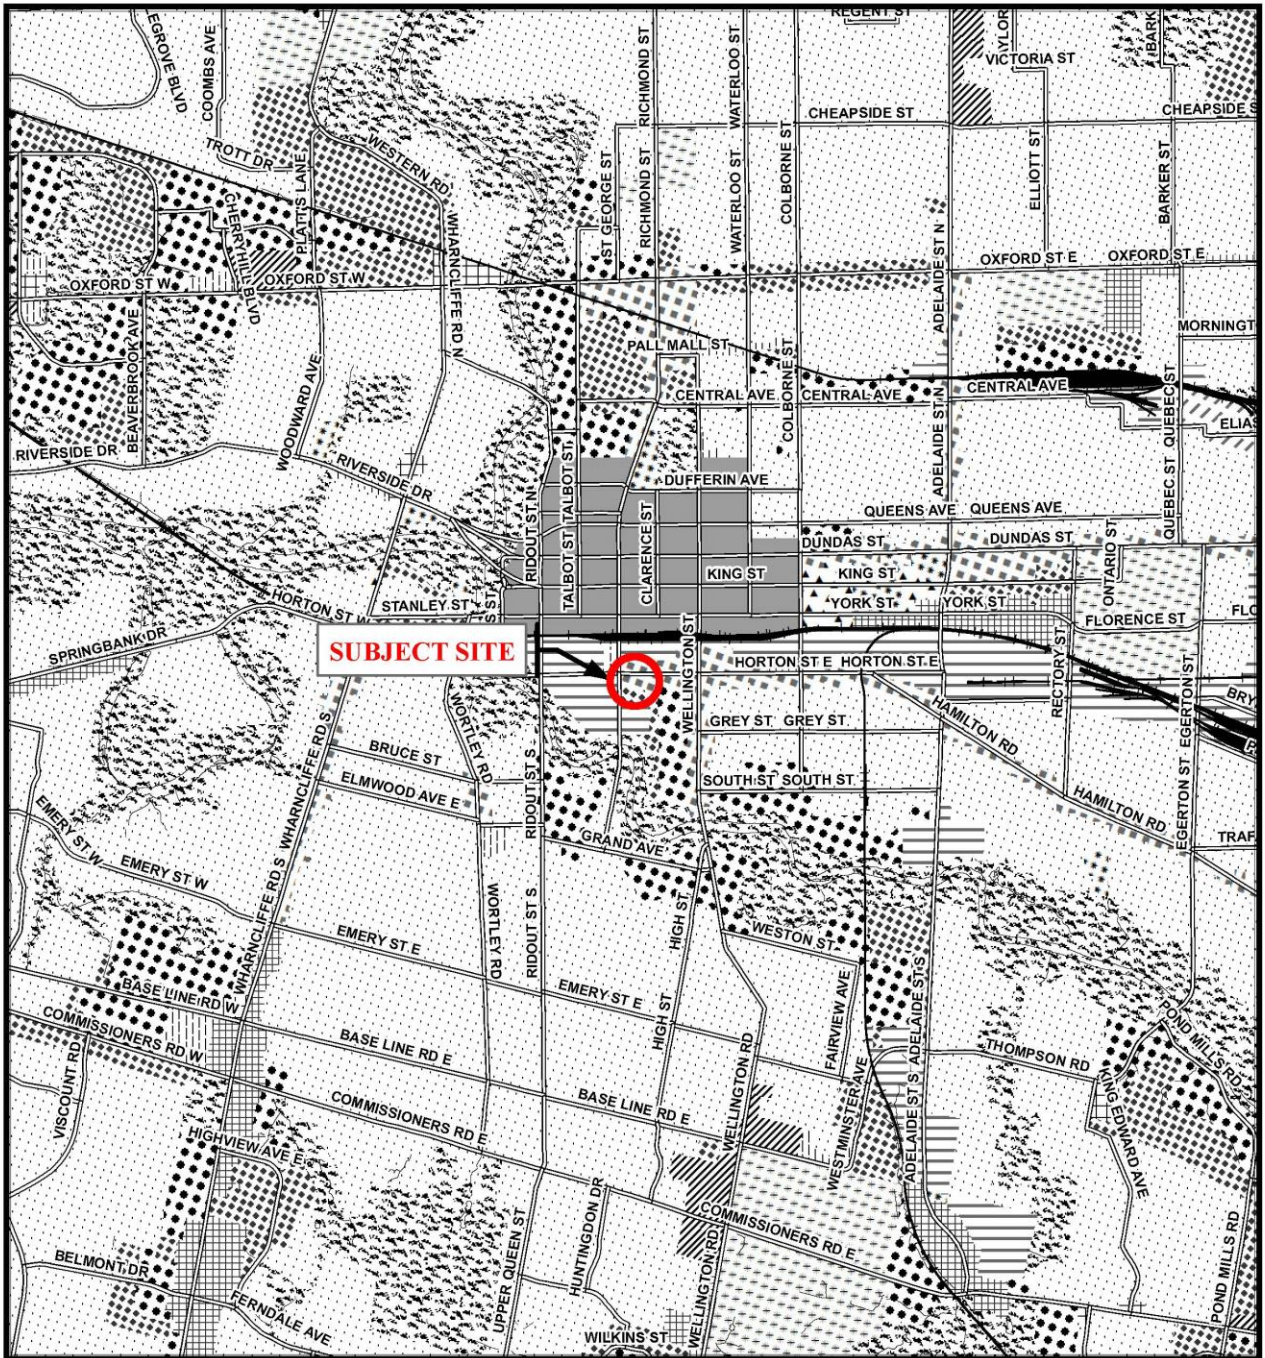 REGENT ST
EGROVE BLVD
COOMBS AVE
RICHMOND ST
WATERLOO ST
AYLOR
BARK
VICTORIA ST
CHEAPSIDE ST
CHEAPSIDE S
TROTT DR
WESTERN RD
PLATTS LANE
CHERRYHILL BLVD
WHARNCLIFFE RD N
ST GEORGE ST
RICHMOND ST
WATERLOO ST
COLBORNE ST
ELLIOTT ST
BARKER ST
ADELAIDE ST N
OXFORD ST E
OXFORD ST E
OXFORD ST W
OXFORD ST W
BEAVERBROOK AVE
WOODWARD AVE
PALL MALL ST
MORNINGT
CENTRAL AVE
CENTRAL AVE
CENTRAL AVE
COLBORNE ST
ADELAIDE ST N
QUEBEC ST
ELIAS
RIVERSIDE DR
RIVERSIDE DR
TALBOT ST
TALBOT ST
DUFFERIN AVE
RIDOUT ST N
CLARENCE ST
QUEENS AVE
QUEENS AVE
QUEBEC ST
DUNDAS ST
DUNDAS ST
ONTARIO ST
KING ST
KING ST
HORTON ST W
STANLEY ST
YORK ST
YORK ST
FLORENCE ST
FLO
SPRINGBANK DR
SUBJECT SITE
WELLINGTON ST
HORTON ST E
HORTON ST E
RECTORY ST
EGERTON ST
BRY
WORTLEY RD
GREY ST
GREY ST
HAMILTON RD
BRUCE ST
WHARNCLIFFE RD S
ELMWOOD AVE E
RIDOUT ST S
SOUTH ST
SOUTH ST
HAMILTON RD
EGERTON ST
TRAF
EMERY ST W
EMERY ST W
GRAND AVE
WHARNCLIFFE RD S
WORTLEY RD
RIDOUT ST S
HIGH ST
WESTON ST
EMERY ST E
EMERY ST E
HIGH ST
FAIRVIEW AVE
ADELAIDE ST S
BASE LINE RD W
COMMISSIONERS RD W
VISCOUNT RD
BASE LINE RD E
BASE LINE RD E
WELLINGTON RD
WESTMINSTER AVE
THOMPSON RD
POND MILLS RD
KING EDWARD AVE
COMMISSIONERS RD E
HIGHVIEW AVE E
ADELAIDE ST S
BELMONT DR
FERNDALE AVE
UPPER QUEEN ST
HUNTINGDON DR
COMMISSIONERS RD E
WELLINGTON RD
WILKINS ST
POND MILLS RD